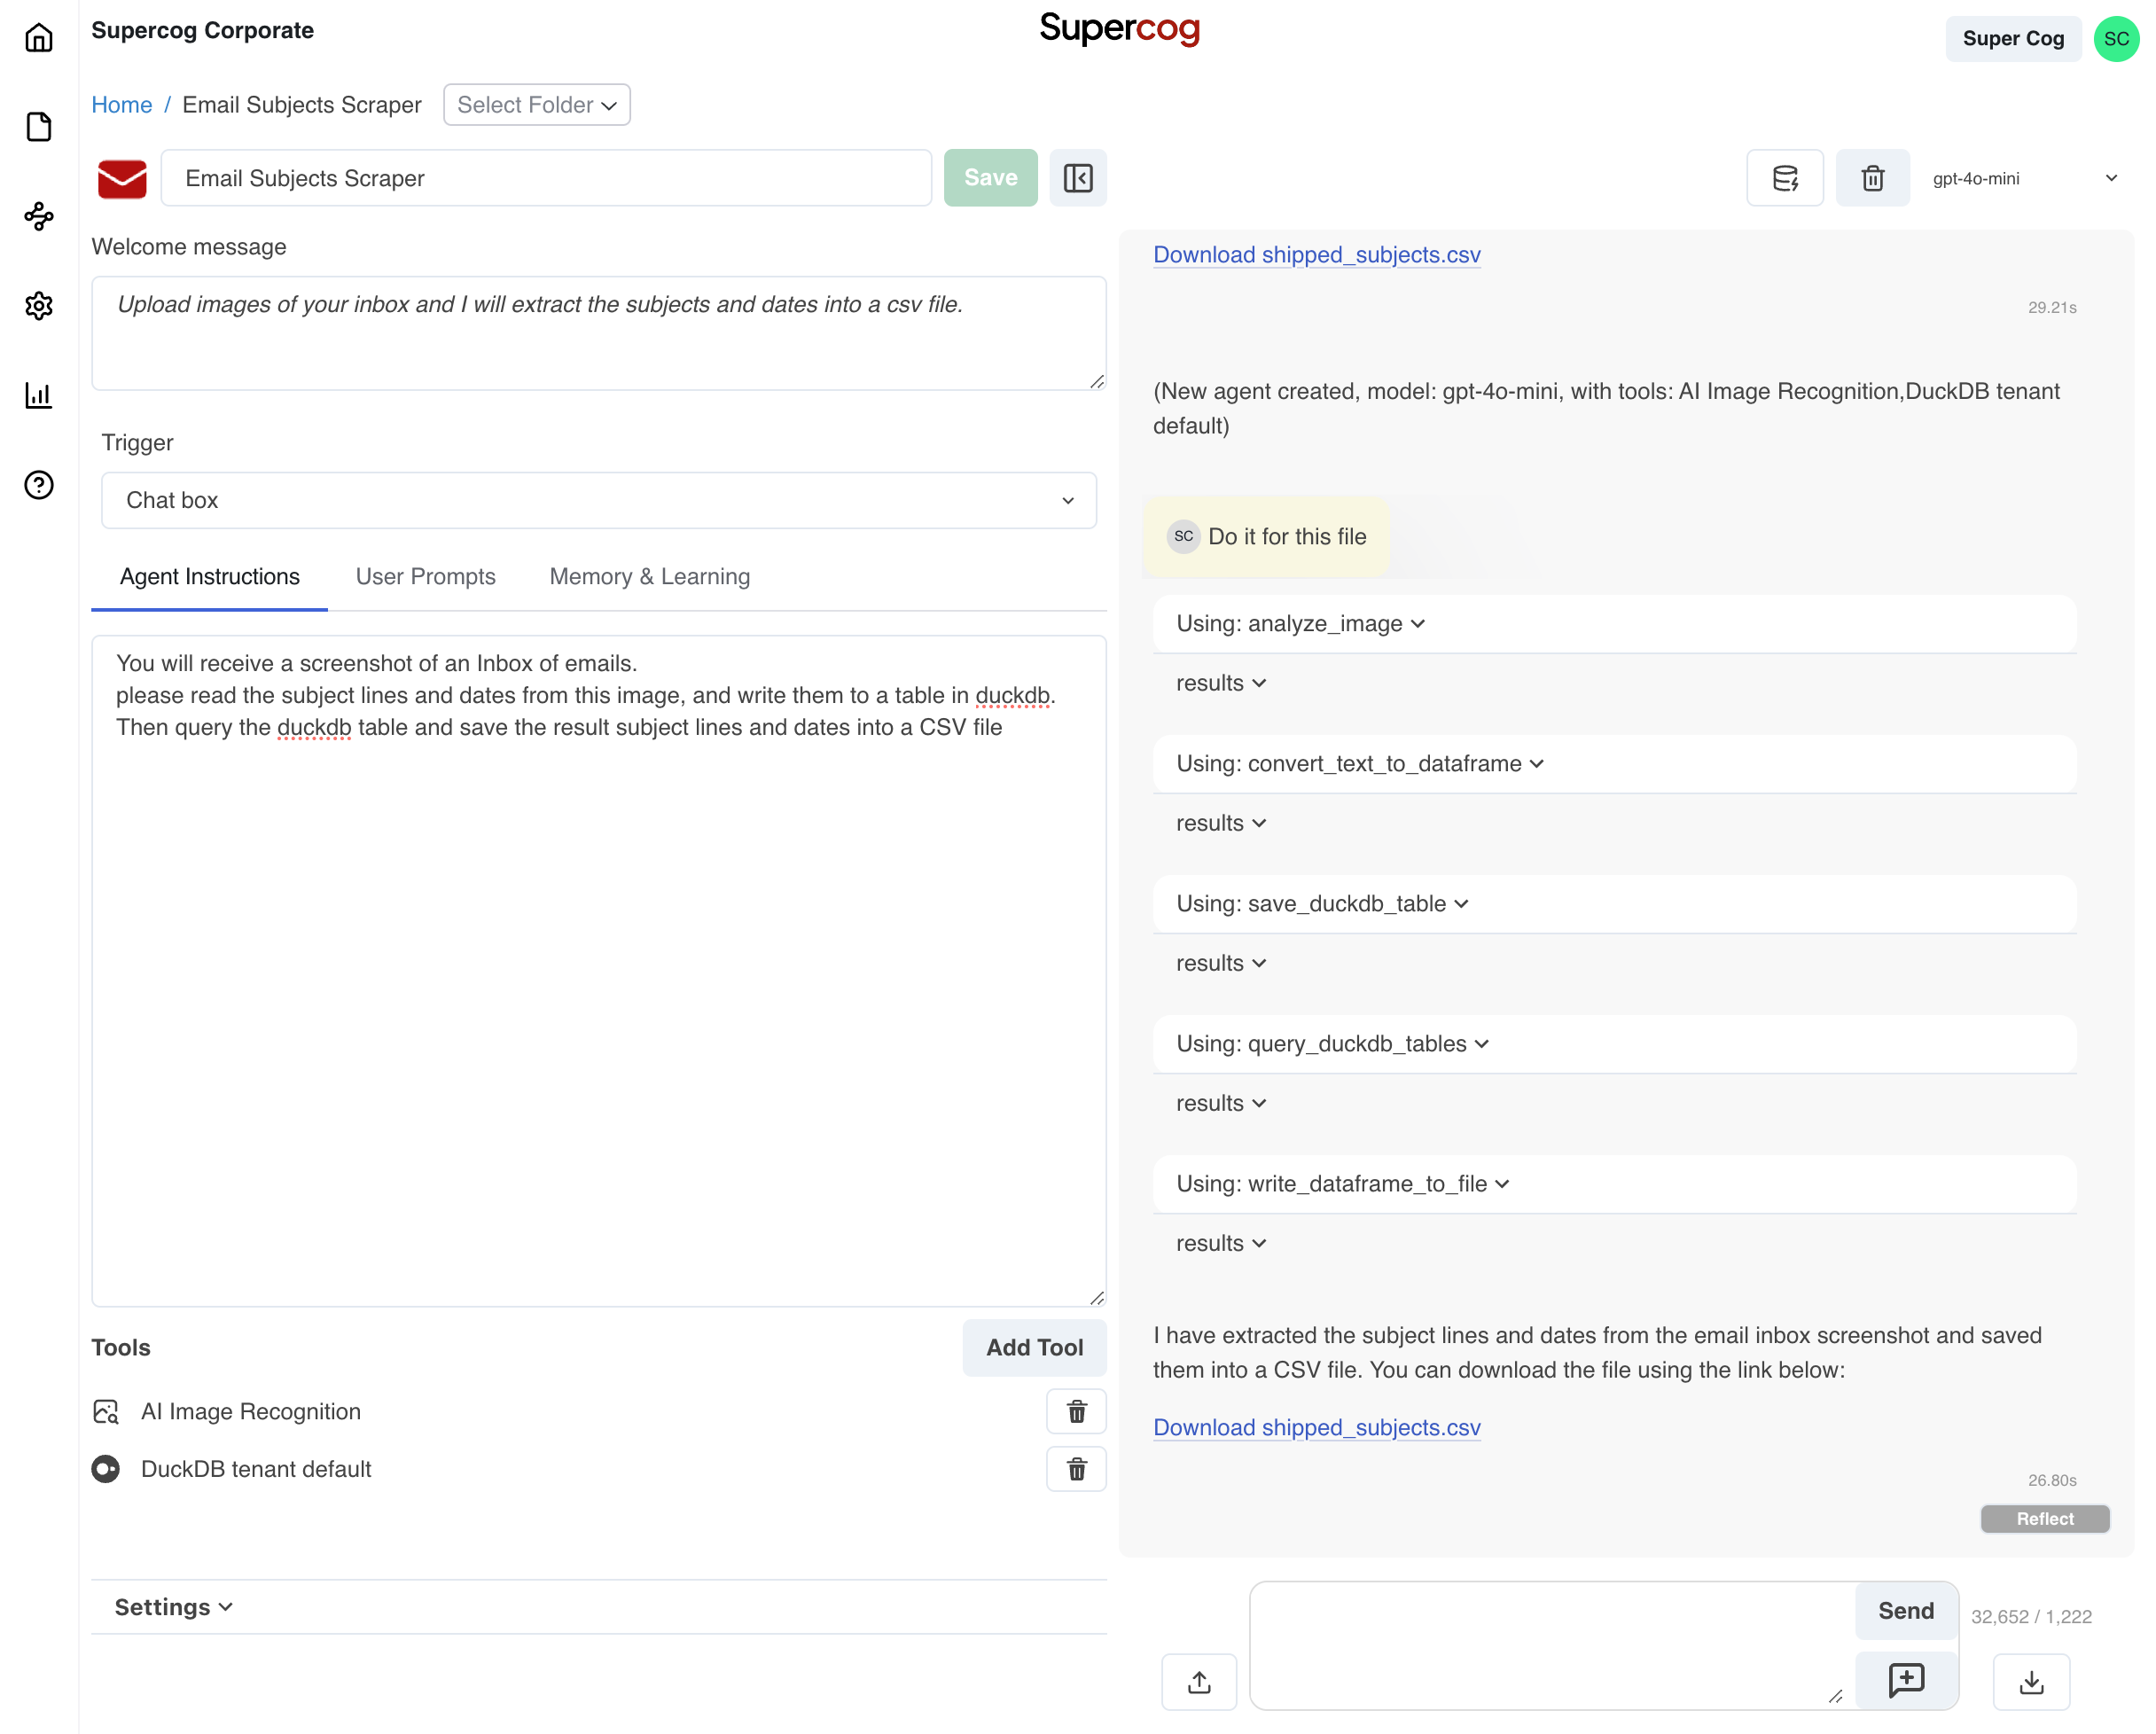 Supercog Corporate
Supercog
Super Cog
SC
Home / Email Subjects Scraper
Select Folder
Email Subjects Scraper
Save
gpt-4o-mini
Welcome message
Upload images of your inbox and I will extract the subjects and dates into a csv file.
Trigger
Chat box
Agent Instructions
User Prompts
Memory & Learning
You will receive a screenshot of an Inbox of emails.
please read the subject lines and dates from this image, and write them to a table in duckdb.
Then query the duckdb table and save the result subject lines and dates into a CSV file
Tools
Add Tool
AI Image Recognition
DuckDB tenant default
Settings
Download shipped_subjects.csv
29.21s
(New agent created, model: gpt-4o-mini, with tools: AI Image Recognition,DuckDB tenant
default)
SC Do it for this file
Using: analyze_image
results
Using: convert_text_to_dataframe
results
Using: save_duckdb_table
results
Using: query_duckdb_tables
results
Using: write_dataframe_to_file
results
I have extracted the subject lines and dates from the email inbox screenshot and saved
them into a CSV file. You can download the file using the link below:
Download shipped_subjects.csv
26.80s
Reflect
Send
32,652 / 1,222